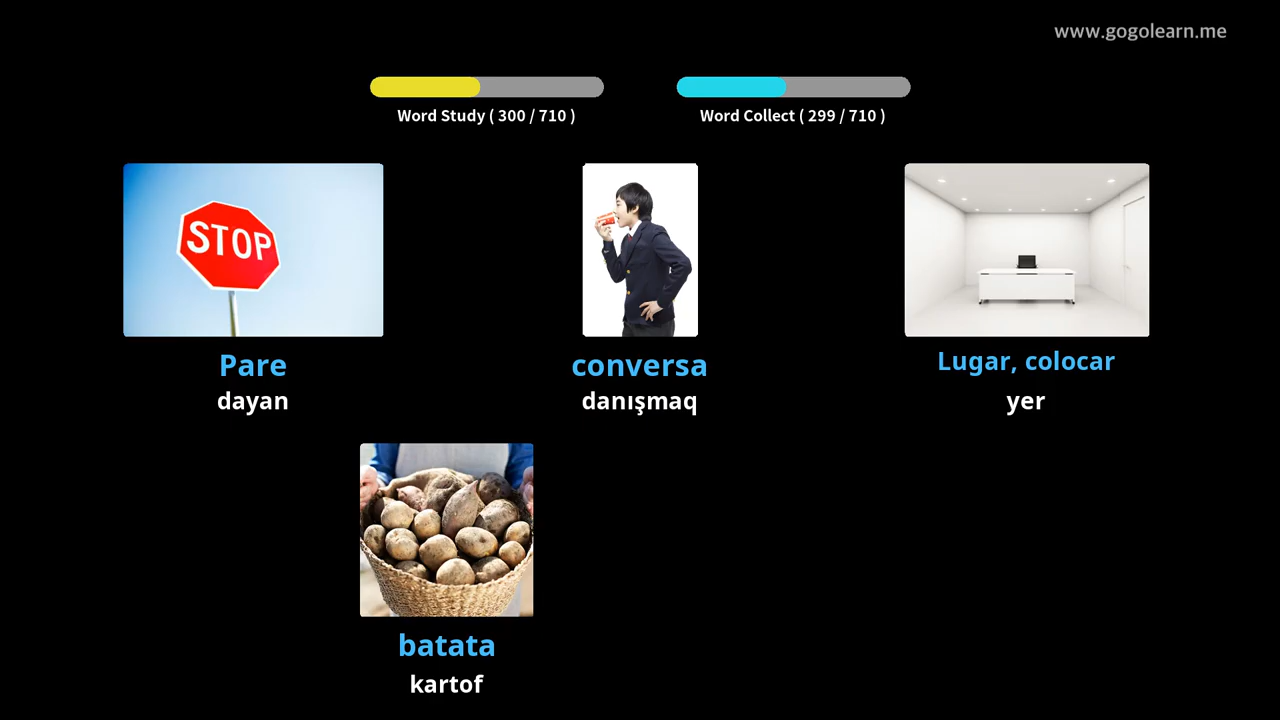 www.gogolearn.me
Word Study ( 300 / 710 )
Word Collect ( 299 / 710 )
STOP
Pare
dayan
conversa
danışmaq
Lugar, colocar
yer
batata
kartof